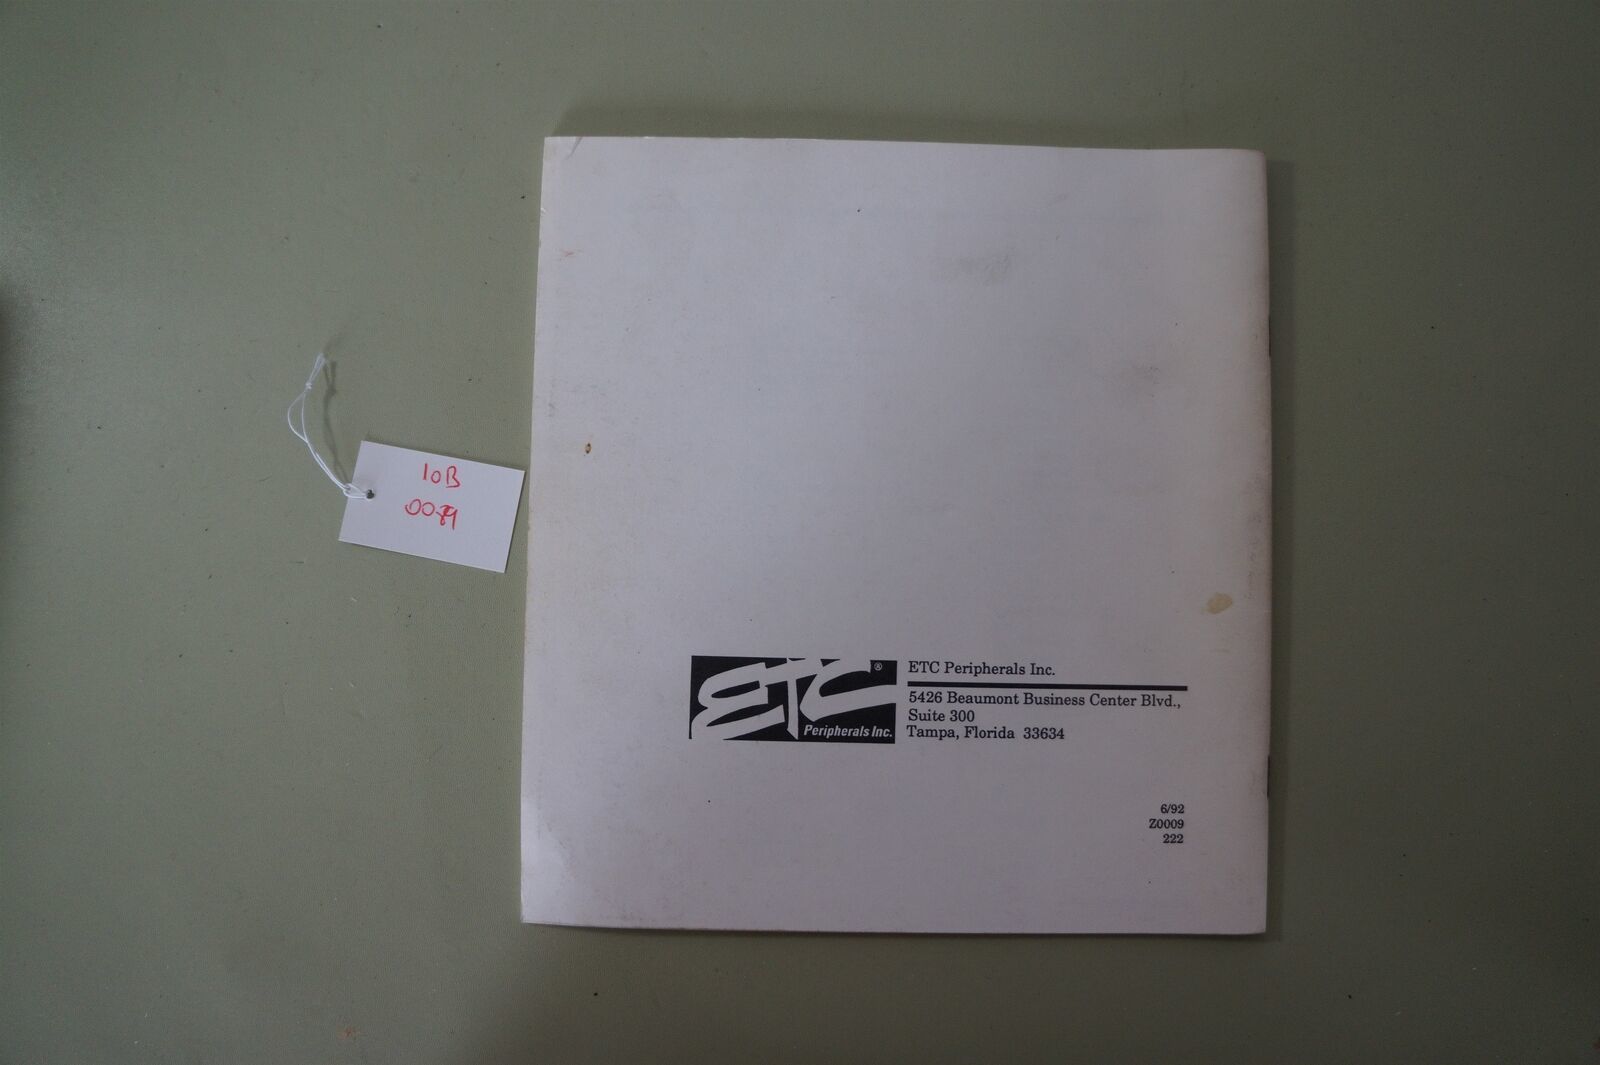 10B
ETC®
Peripherals Inc.
ETC Peripherals Inc.
5426 Beaumont Business Center Blvd.,
Suite 300
Tampa, Florida 33634
6/92
Z0009
222